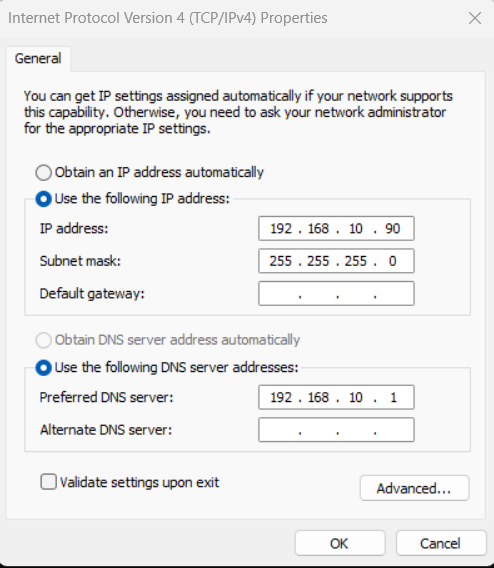 Internet Protocol Version 4 (TCP/IPv4) Properties
General
You can get IP settings assigned automatically if your network supports
this capability. Otherwise, you need to ask your network administrator
for the appropriate IP settings.
Obtain an IP address automatically
Use the following IP address:
IP address: 192 . 168 . 10 . 90
Subnet mask: 255 . 255 . 255 . 0
Default gateway: . . .
Obtain DNS server address automatically
Use the following DNS server addresses:
Preferred DNS server: 192 . 168 . 10 . 1
Alternate DNS server: . . .
Validate settings upon exit
Advanced...
OK Cancel